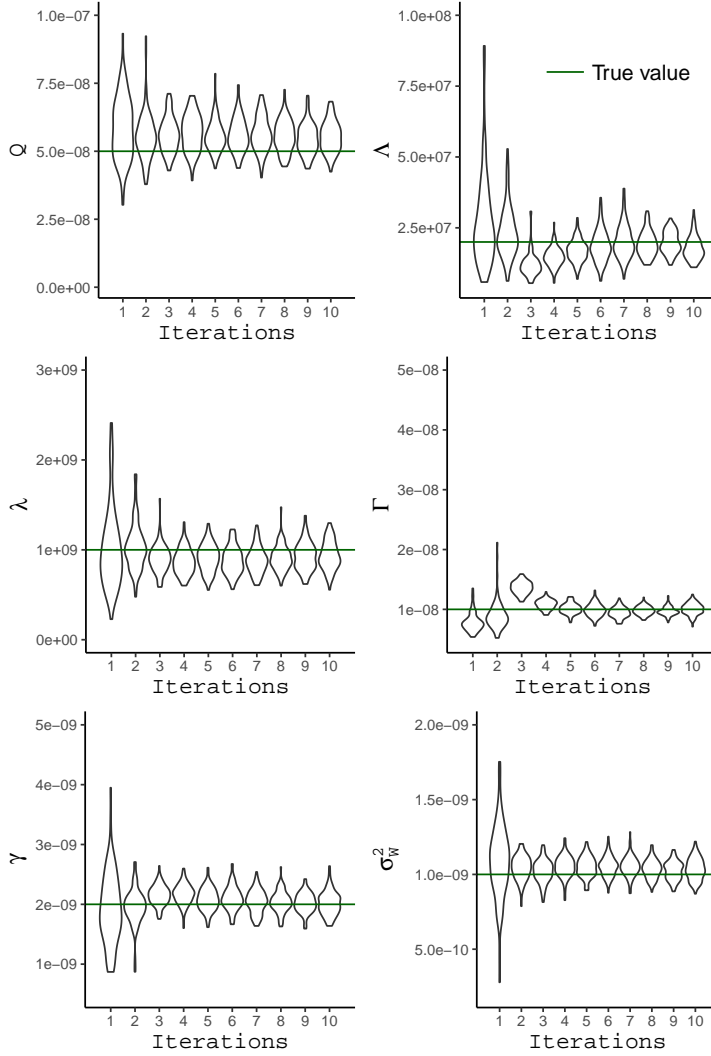 1.0e−07
7.5e−08
5.0e−08
2.5e−08
0.0e+00
Q
1 2 3 4 5 6 7 8 9 10
Iterations
1.0e+08
7.5e+07
5.0e+07
2.5e+07
Λ
True value
1 2 3 4 5 6 7 8 9 10
Iterations
3e+09
2e+09
1e+09
0e+00
λ
1 2 3 4 5 6 7 8 9 10
Iterations
5e−08
4e−08
3e−08
2e−08
1e−08
Γ
1 2 3 4 5 6 7 8 9 10
Iterations
5e−09
4e−09
3e−09
2e−09
1e−09
γ
1 2 3 4 5 6 7 8 9 10
Iterations
2.0e−09
1.5e−09
1.0e−09
5.0e−10
σ²W
1 2 3 4 5 6 7 8 9 10
Iterations